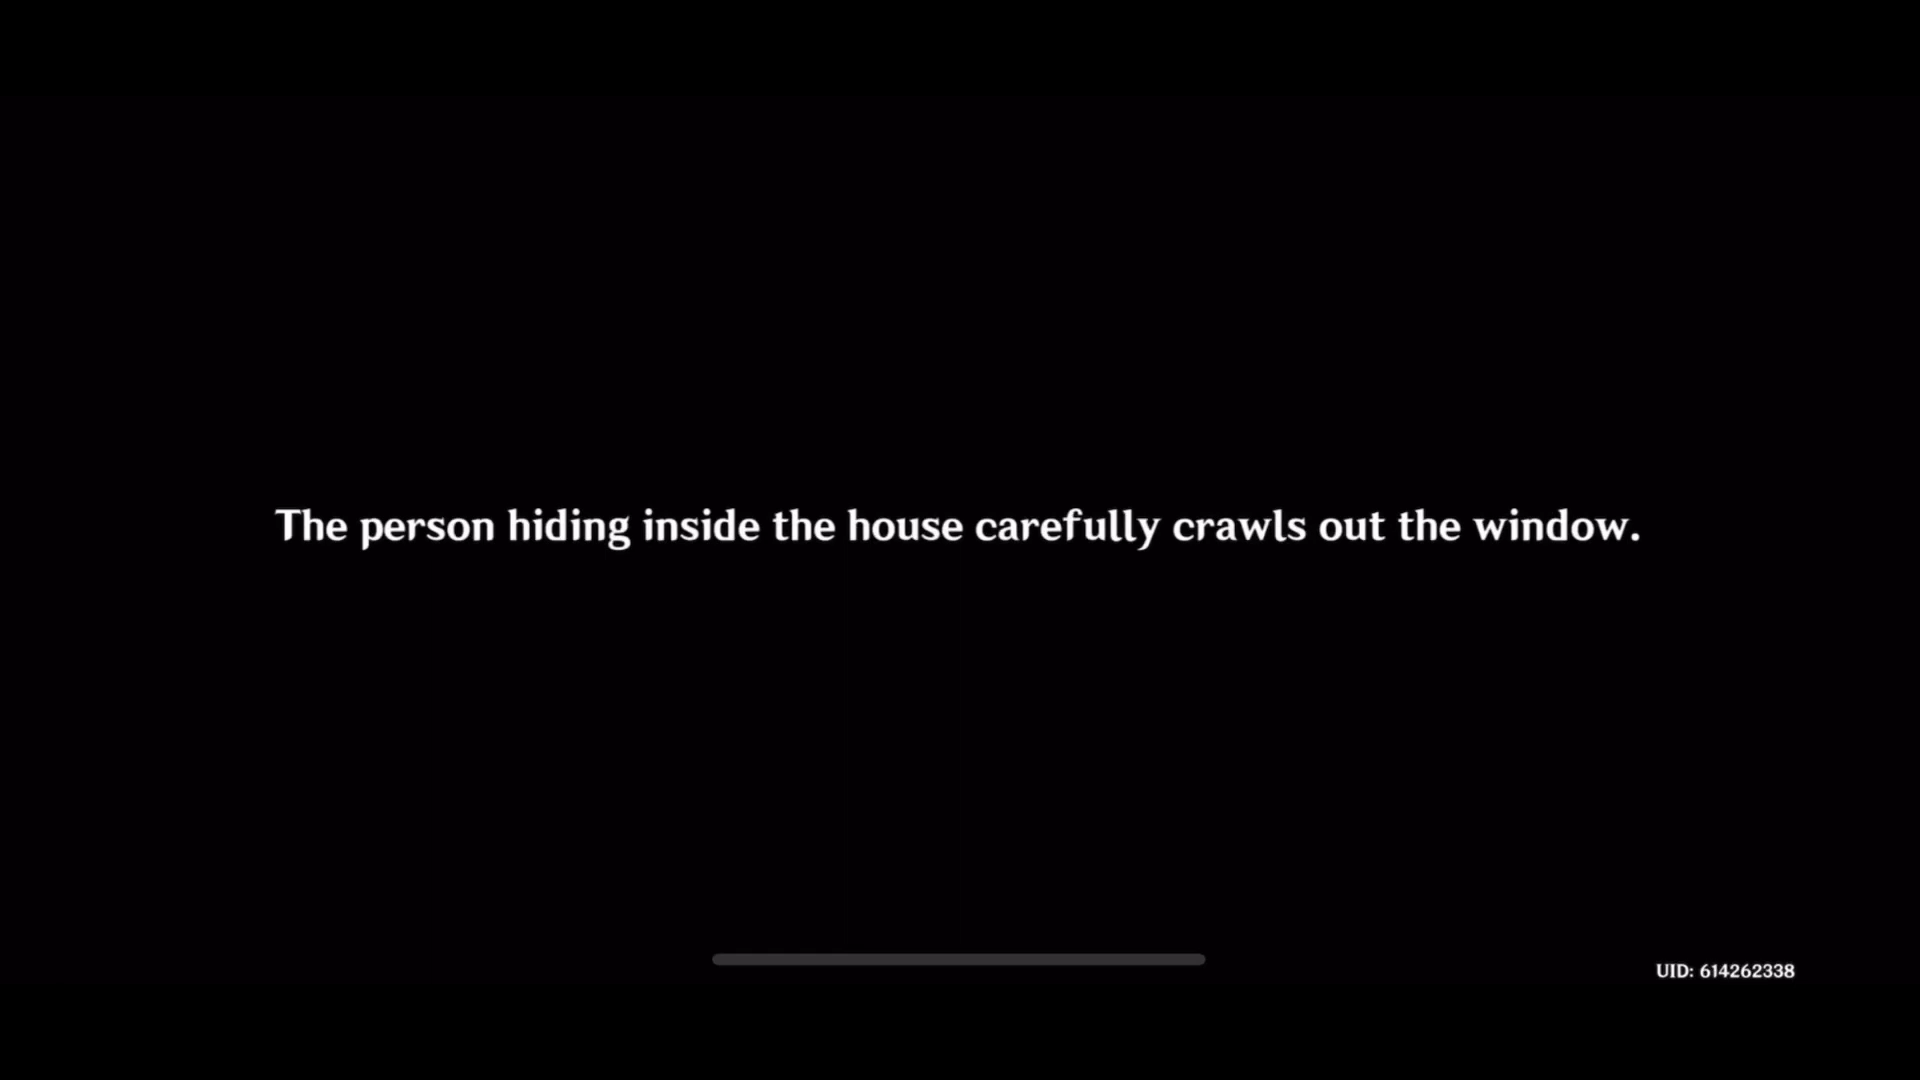 The person hiding inside the house carefully crawls out the window.
UID: 614262338